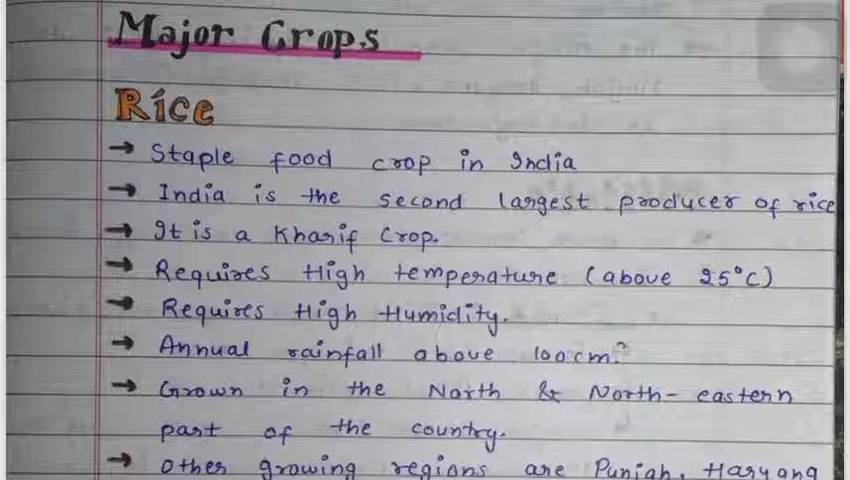 Major Crops
Rice
→ Staple food crop in India
→ India is the second largest producer of rice
→ It is a Kharif Crop.
→ Requires High temperature (above 25°C)
→ Requires High Humidity.
→ Annual rainfall above 100cm?
→ Grown in the North & North-eastern
part of the country.
→ Other growing regions are Punjab, Haryana